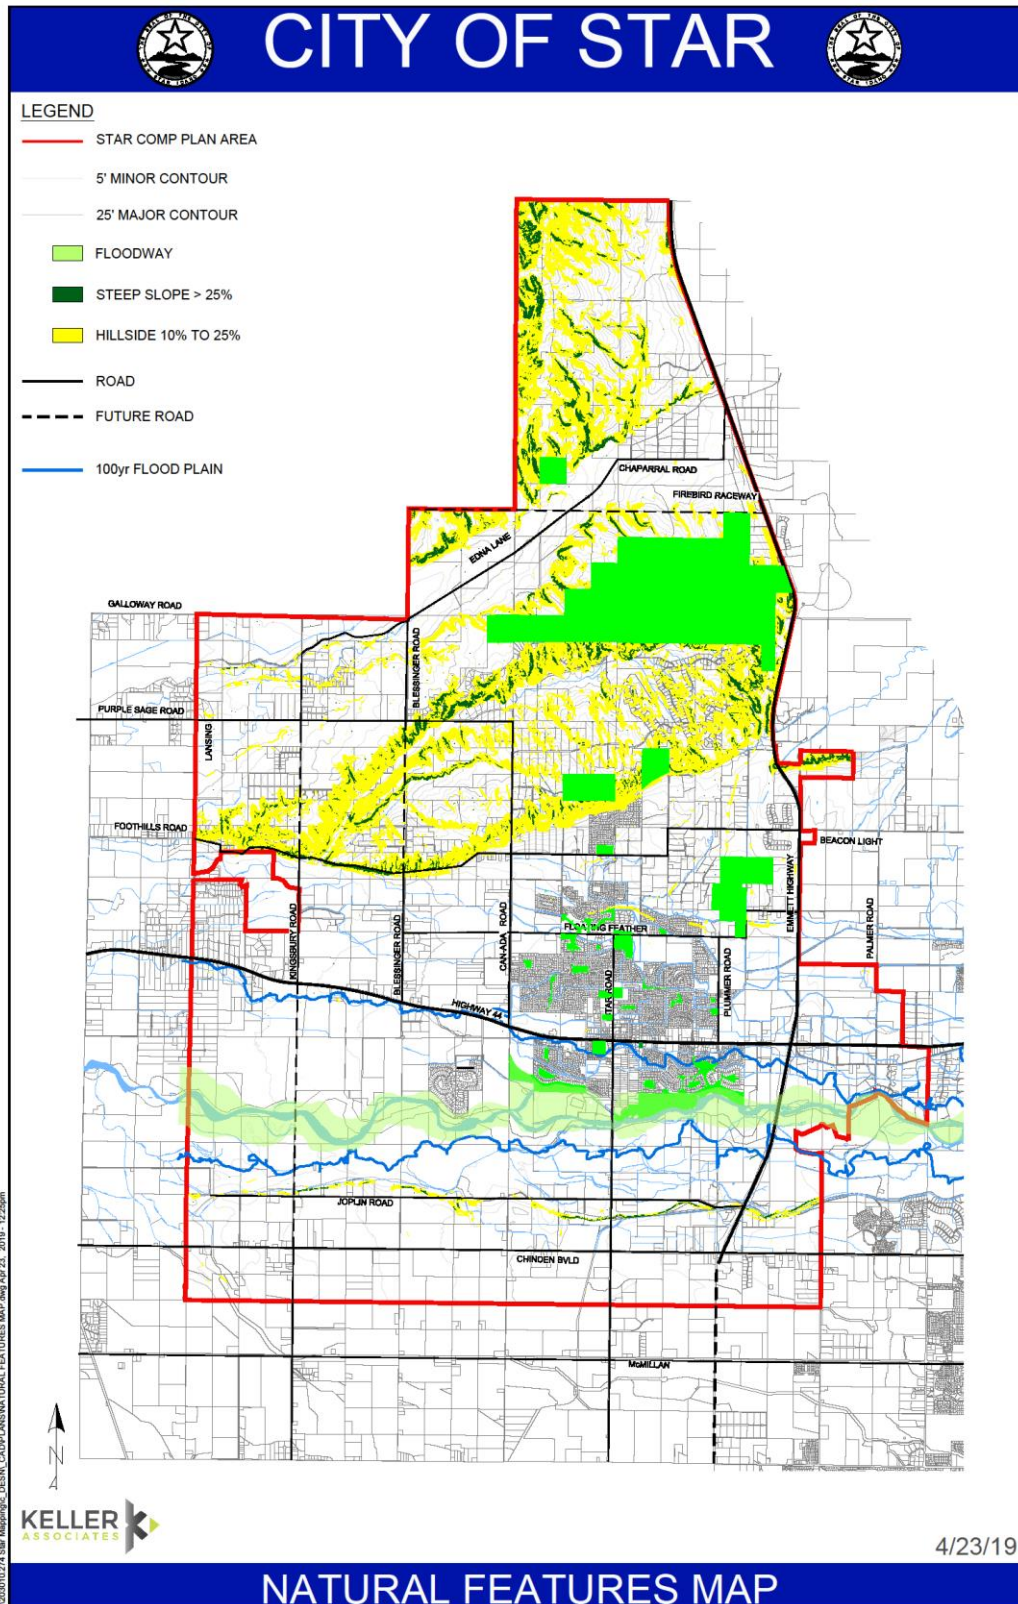 CITY OF STAR
LEGEND
STAR COMP PLAN AREA
5' MINOR CONTOUR
25' MAJOR CONTOUR
FLOODWAY
STEEP SLOPE > 25%
HILLSIDE 10% TO 25%
ROAD
FUTURE ROAD
100yr FLOOD PLAIN
CHAPARRAL ROAD
FIREBIRD RACEWAY
EDNA LANE
GALLOWAY ROAD
BLESSINGER ROAD
PURPLE SAGE ROAD
LANSING
FOOTHILLS ROAD
BEACON LIGHT
EMMETT HIGHWAY
PALMER ROAD
KINGSBURY ROAD
BLESSINGER ROAD
CAN-ADA ROAD
FLOATING FEATHER
STAR ROAD
PLUMMER ROAD
HIGHWAY 44
JOPLIN ROAD
CHINDEN BVLD
McMILLAN
N
KELLER
ASSOCIATES
4/23/19
NATURAL FEATURES MAP